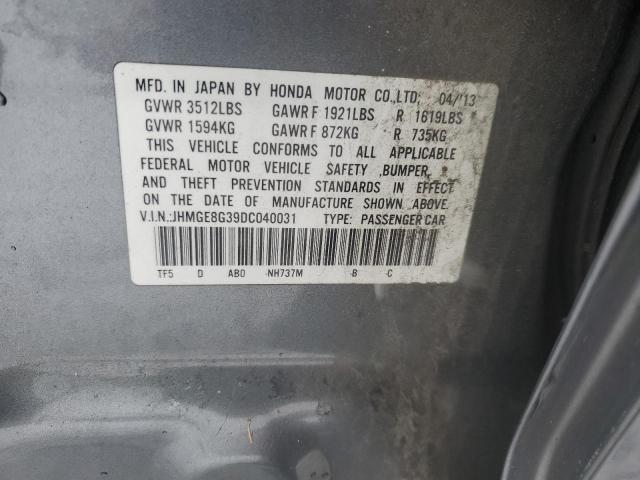 MFD. IN JAPAN BY HONDA MOTOR CO.,LTD; 04/'13
GVWR 3512LBS GAWR F 1921LBS R 1619LBS
GVWR 1594KG GAWR F 872KG R 735KG
THIS VEHICLE CONFORMS TO ALL APPLICABLE
FEDERAL MOTOR VEHICLE SAFETY ,BUMPER,
AND THEFT PREVENTION STANDARDS IN EFFECT
ON THE DATE OF MANUFACTURE SHOWN ABOVE.
V.I.N.:JHMGE8G39DC040031 TYPE: PASSENGER CAR
TF5 D AB0 -NH737M -B -C